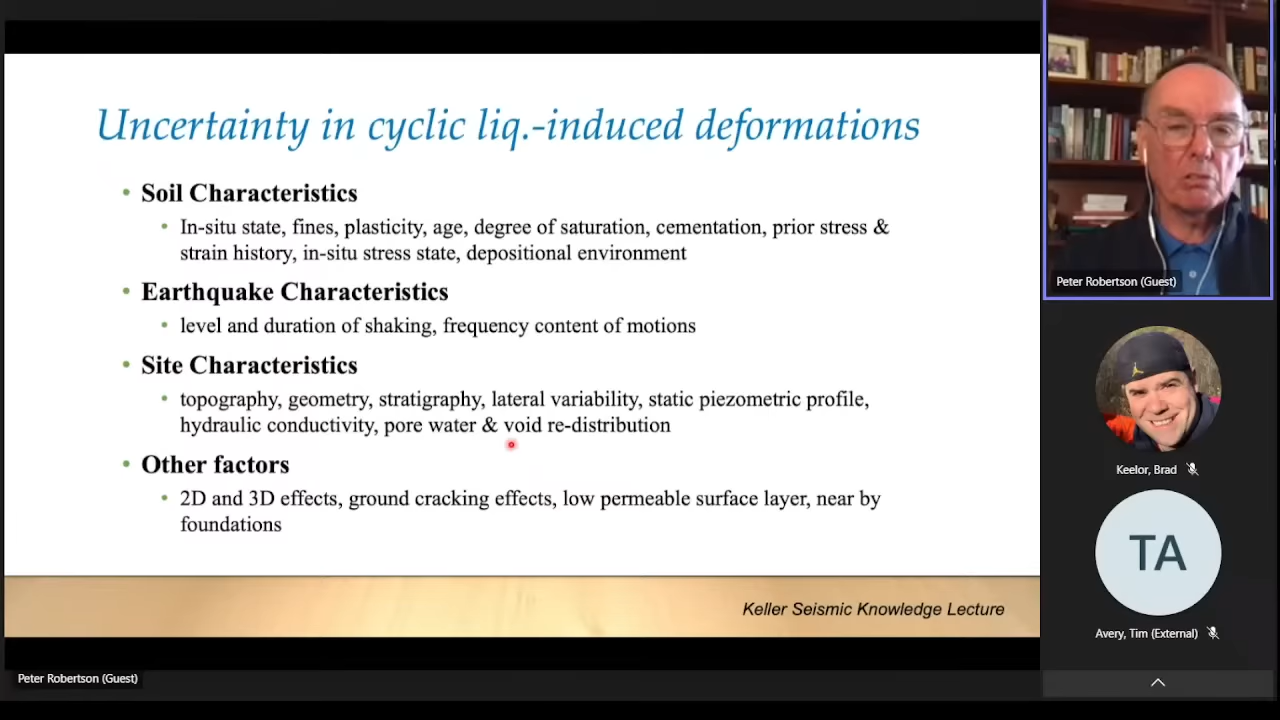 Uncertainty in cyclic liq.-induced deformations
• Soil Characteristics
• In-situ state, fines, plasticity, age, degree of saturation, cementation, prior stress &
strain history, in-situ stress state, depositional environment
• Earthquake Characteristics
• level and duration of shaking, frequency content of motions
• Site Characteristics
• topography, geometry, stratigraphy, lateral variability, static piezometric profile,
hydraulic conductivity, pore water & void re-distribution
• Other factors
• 2D and 3D effects, ground cracking effects, low permeable surface layer, near by
foundations
Keller Seismic Knowledge Lecture
Peter Robertson (Guest)
Peter Robertson (Guest)
Keelor, Brad
TA
Avery, Tim (External)